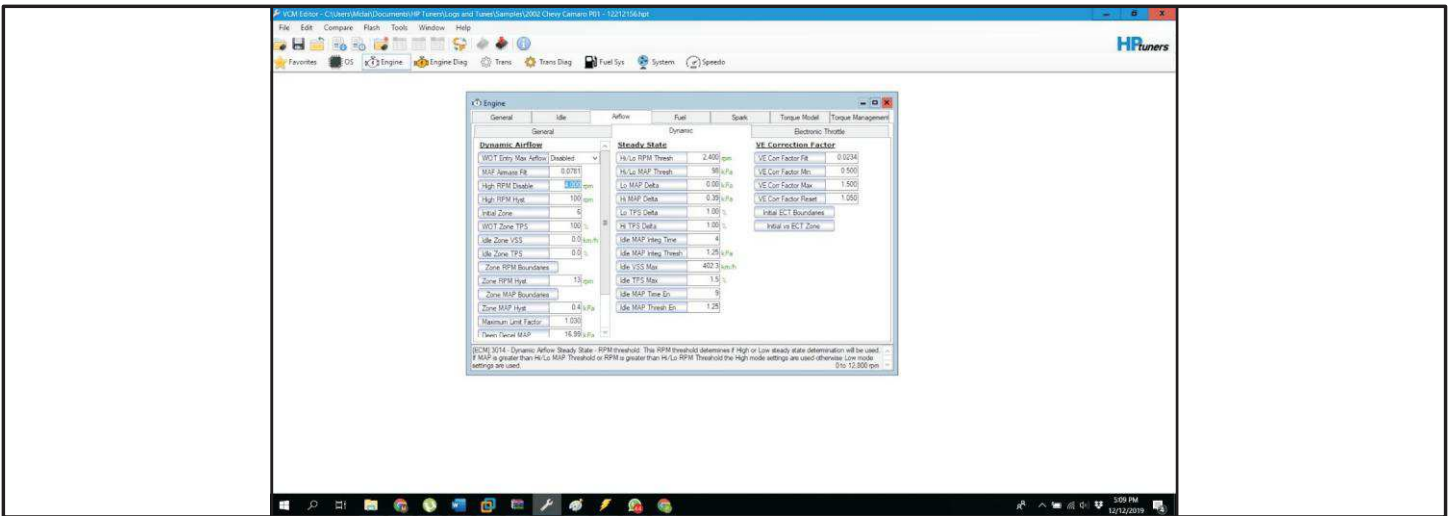 VCM Editor - C:\Users\Mdari\Documents\HP Tuners\Logs and Tunes\Samples\2002 Chevy Camaro P01 - 12212156.hpt
File Edit Compare Flash Tools Window Help
HPtuners
Favorites OS Engine Engine Diag Trans Trans Diag Fuel Sys System Speedo
Engine
General Idle Airflow Fuel Spark Torque Model Torque Management
General Dynamic Electronic Throttle
Dynamic Airflow Steady State VE Correction Factor
WOT Entry Max Airflow Disabled Hi/Lo RPM Thresh 2,400 rpm VE Corr Factor Filt 0.0234
MAP Airmass Filt 0.0781 Hi/Lo MAP Thresh 98 kPa VE Corr Factor Min 0.500
High RPM Disable 4,000 rpm Lo MAP Delta 0.00 kPa VE Corr Factor Max 1.500
High RPM Hyst 100 rpm Hi MAP Delta 0.39 kPa VE Corr Factor Reset 1.050
Initial Zone 6 Lo TPS Delta 1.00 % Initial ECT Boundaries
WOT Zone TPS 100 % Hi TPS Delta 1.00 % Initial vs ECT Zone
Idle Zone VSS 0.0 km/h Idle MAP Integ Time 4
Idle Zone TPS 0.0 % Idle MAP Integ Thresh 1.25 kPa
Zone RPM Boundaries Idle VSS Max 402.3 km/h
Zone RPM Hyst 13 rpm Idle TPS Max 1.5 %
Zone MAP Boundaries Idle MAP Time En 9
Zone MAP Hyst 0.4 kPa Idle MAP Thresh En 1.25
Maximum Limit Factor 1.030
Deep Decel MAP 16.99 kPa
[ECM] 3014 - Dynamic Airflow Steady State - RPM threshold: This RPM threshold determines if High or Low steady state determination will be used.
If MAP is greater than Hi/Lo MAP Threshold or RPM is greater than Hi/Lo RPM Threshold the High mode settings are used otherwise Low mode
settings are used. 0 to 12,800 rpm
5:09 PM
12/12/2019